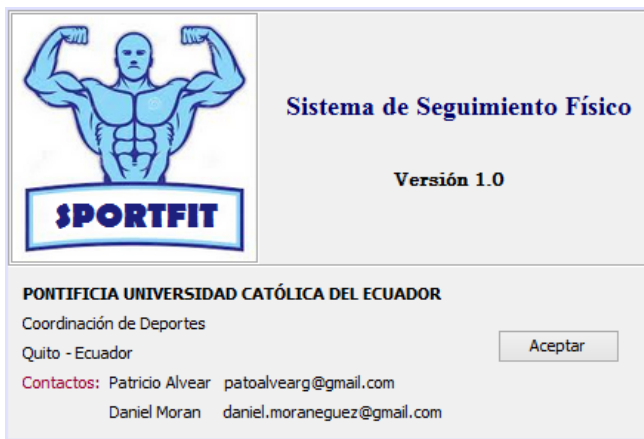 Sistema de Seguimiento Físico
Versión 1.0
SPORTFIT
PONTIFICIA UNIVERSIDAD CATÓLICA DEL ECUADOR
Coordinación de Deportes
Quito - Ecuador
Aceptar
Contactos: Patricio Alvear patoalvearg@gmail.com
Daniel Moran daniel.moraneguez@gmail.com